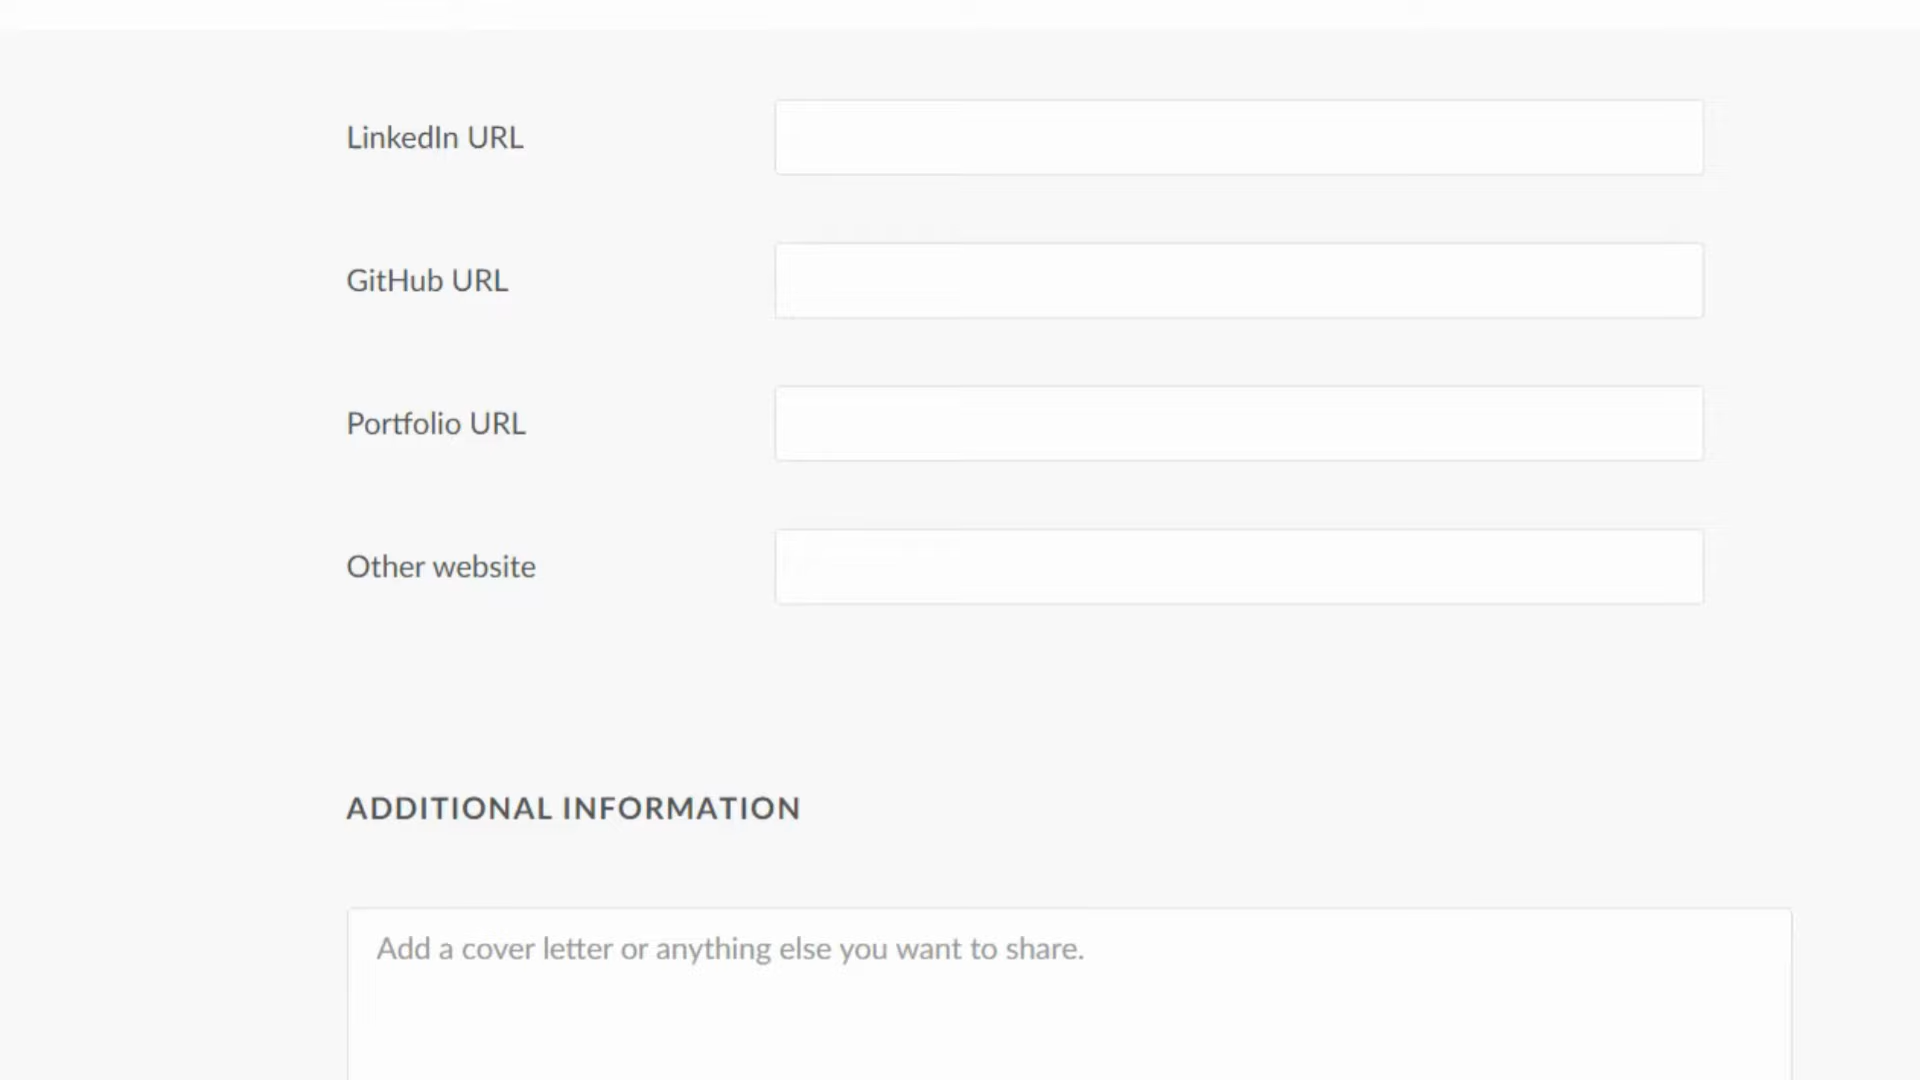 LinkedIn URL
GitHub URL
Portfolio URL
Other website
ADDITIONAL INFORMATION
Add a cover letter or anything else you want to share.